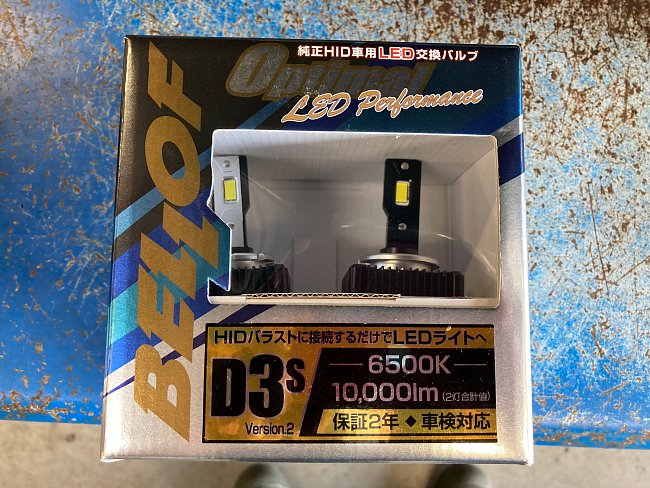 純正HID車用LED交換バルブ
Optimal
LED Performance
BELLOF
HIDバラストに接続するだけでLEDライトへ
D3S
Version.2
6500K
10,000lm(2灯合計値)
保証2年◆車検対応